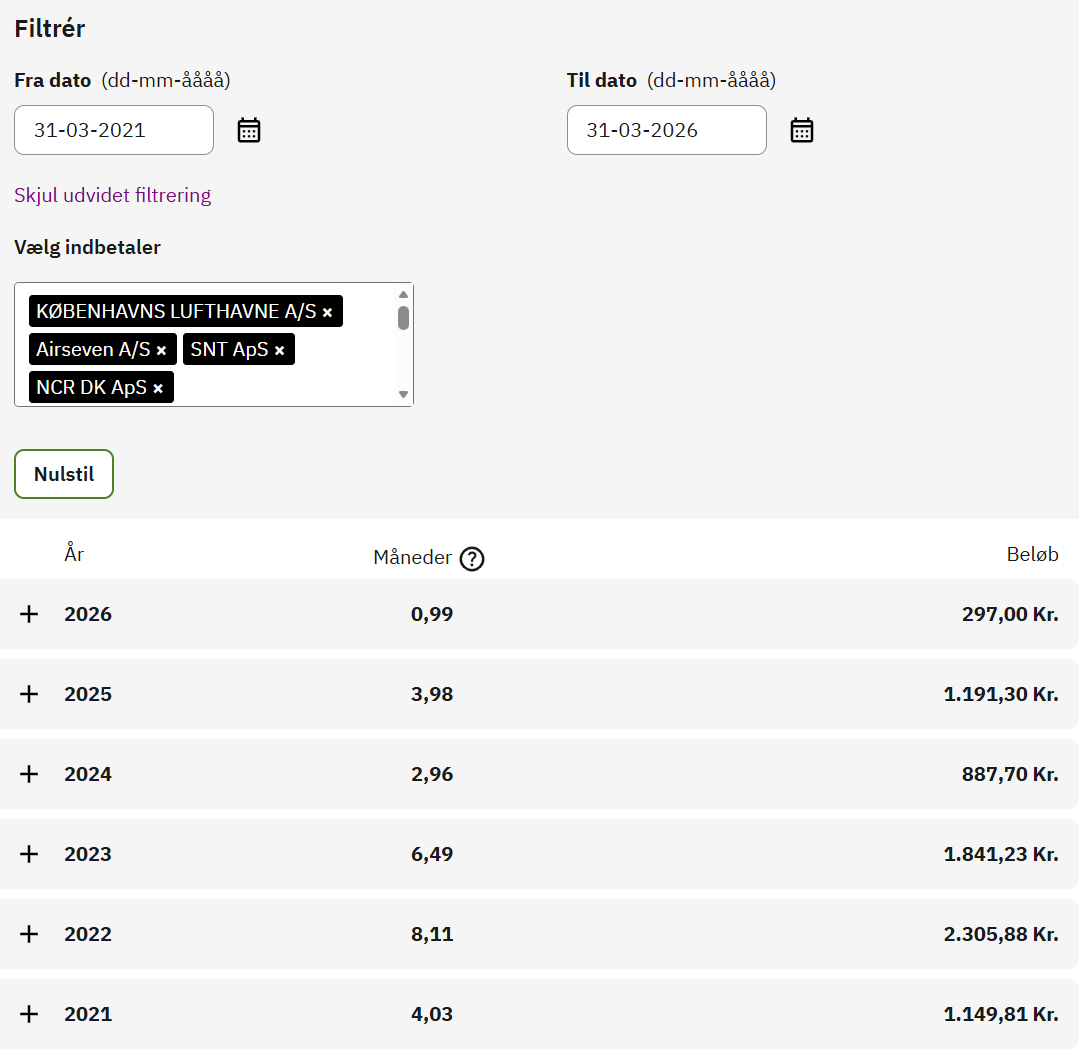 Filtrér
Fra dato (dd-mm-åååå) Til dato (dd-mm-åååå)
31-03-2021 31-03-2026
Skjul udvidet filtrering
Vælg indbetaler
KØBENHAVNS LUFTHAVNE A/S ×
Airseven A/S × SNT ApS ×
NCR DK ApS ×
Nulstil
År Måneder ? Beløb
+ 2026 0,99 297,00 Kr.
+ 2025 3,98 1.191,30 Kr.
+ 2024 2,96 887,70 Kr.
+ 2023 6,49 1.841,23 Kr.
+ 2022 8,11 2.305,88 Kr.
+ 2021 4,03 1.149,81 Kr.